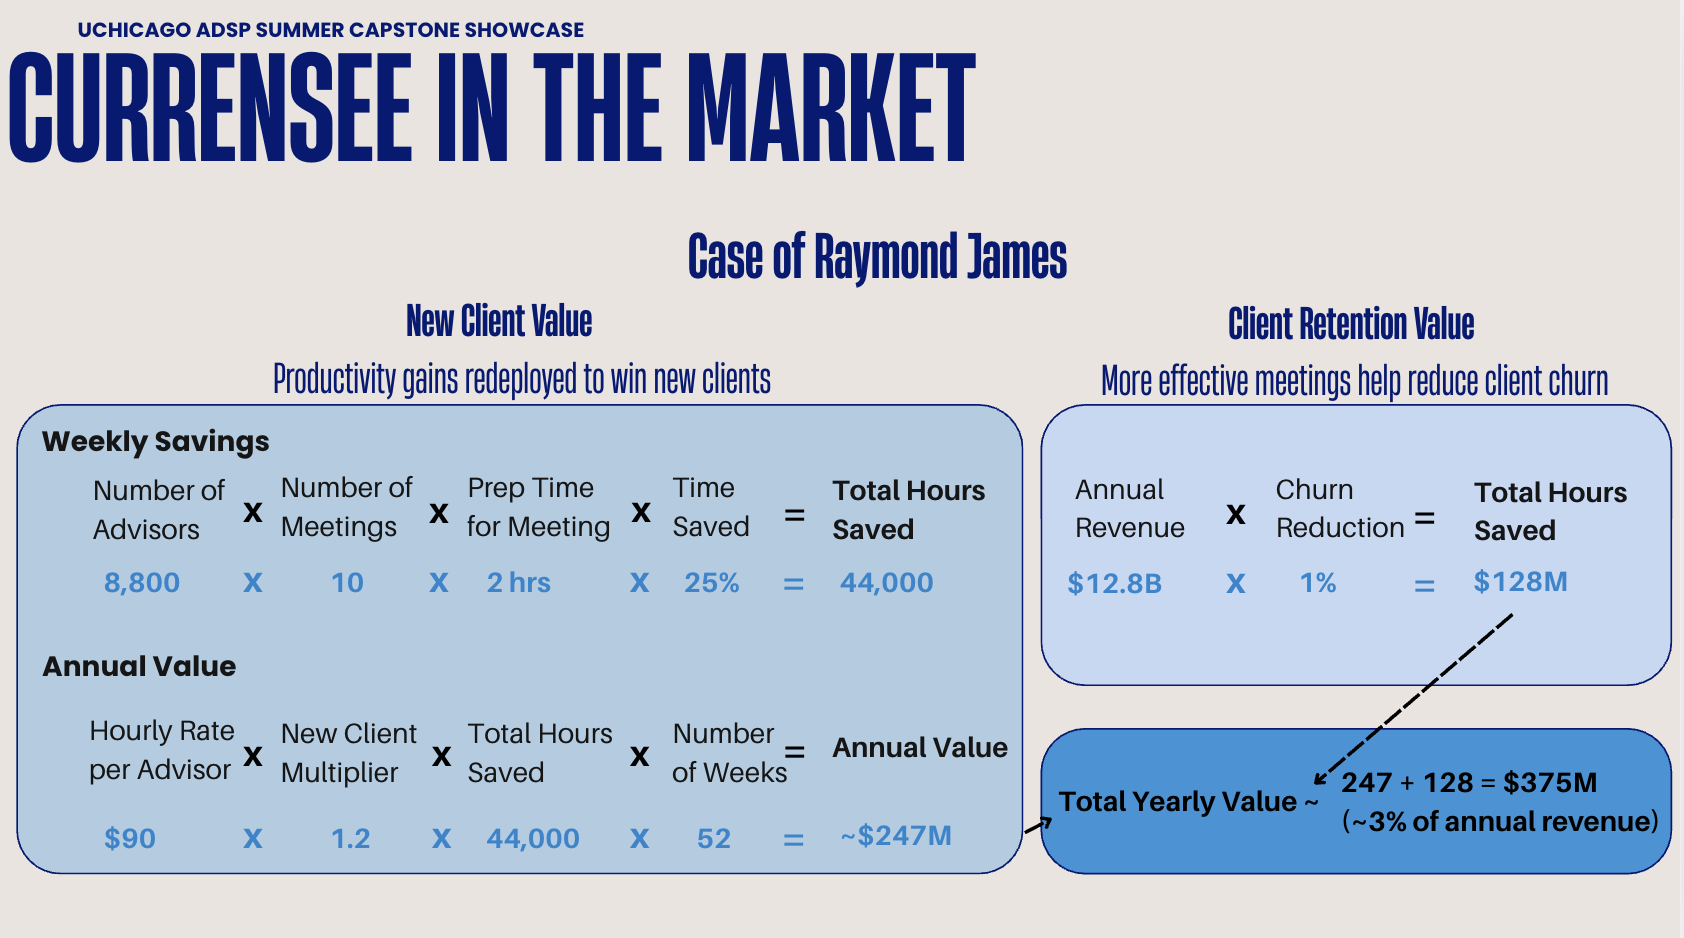 UCHICAGO ADSP SUMMER CAPSTONE SHOWCASE
CURRENSEE IN THE MARKET
Case of Raymond James
New Client Value
Productivity gains redeployed to win new clients
Weekly Savings
Number of Advisors x Number of Meetings x Prep Time for Meeting x Time Saved = Total Hours Saved
8,800 x 10 x 2 hrs x 25% = 44,000
Annual Value
Hourly Rate per Advisor x New Client Multiplier x Total Hours Saved x Number of Weeks = Annual Value
$90 x 1.2 x 44,000 x 52 = ~$247M
Client Retention Value
More effective meetings help reduce client churn
Annual Revenue x Churn Reduction = Total Hours Saved
$12.8B x 1% = $128M
Total Yearly Value ~ 247 + 128 = $375M
(~3% of annual revenue)